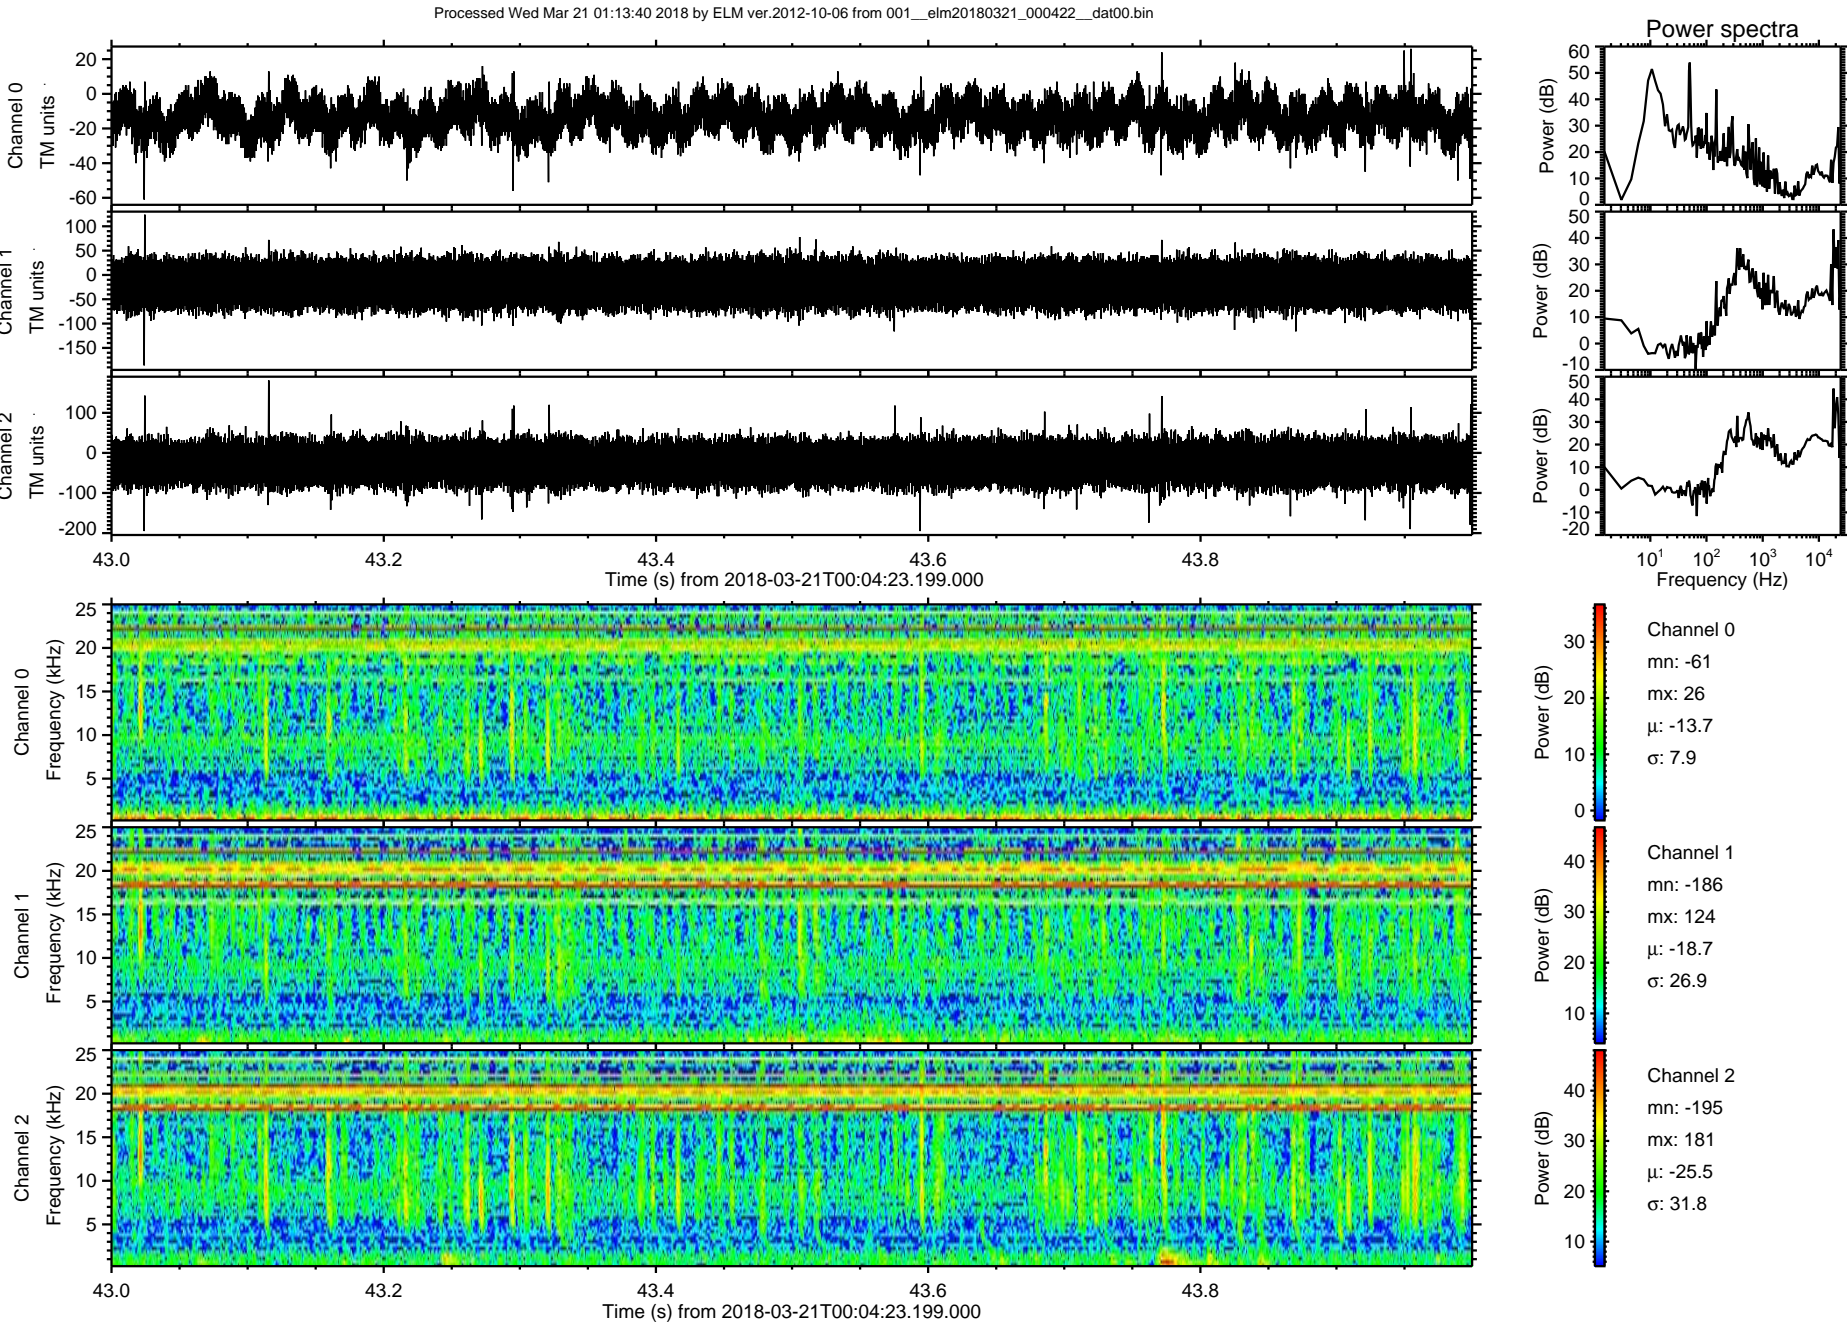 Processed Wed Mar 21 01:13:40 2018 by ELM ver.2012-10-06 from 001__elm20180321_000422__dat00.bin
Power spectra
Channel 0
TM units
20
0
-20
-40
-60
Power (dB)
60
50
40
30
20
10
0
Channel 1
TM units
100
50
0
-50
-100
-150
Power (dB)
50
40
30
20
10
0
-10
Channel 2
TM units
100
0
-100
-200
Power (dB)
50
40
30
20
10
0
-10
-20
43.0 43.2 43.4 43.6 43.8
Time (s) from 2018-03-21T00:04:23.199.000
10¹ 10² 10³ 10⁴
Frequency (Hz)
Channel 0
Frequency (kHz)
25
20
15
10
5
Power (dB)
30
20
10
0
Channel 0
mn: -61
mx: 26
μ: -13.7
σ: 7.9
Channel 1
Frequency (kHz)
25
20
15
10
5
Power (dB)
40
30
20
10
Channel 1
mn: -186
mx: 124
μ: -18.7
σ: 26.9
Channel 2
Frequency (kHz)
25
20
15
10
5
Power (dB)
40
30
20
10
Channel 2
mn: -195
mx: 181
μ: -25.5
σ: 31.8
43.0 43.2 43.4 43.6 43.8
Time (s) from 2018-03-21T00:04:23.199.000